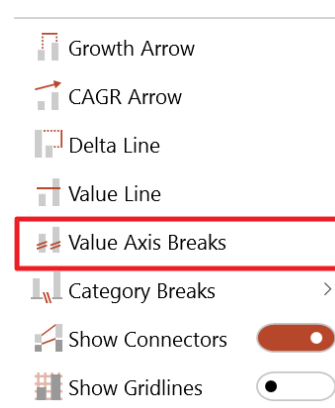 Growth Arrow
CAGR Arrow
Delta Line
Value Line
Value Axis Breaks
Category Breaks
Show Connectors
Show Gridlines